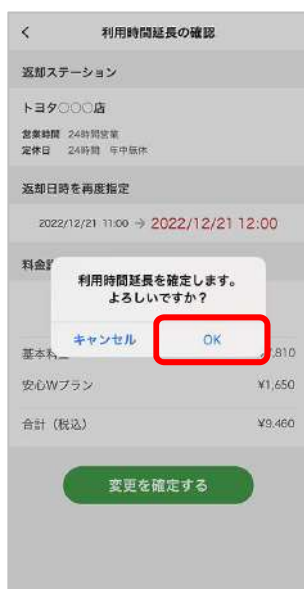 利用時間延長の確認
返却ステーション
トヨタ○○○店
営業時間 24時間営業
定休日 24時間 年中無休
返却日時を再度指定
2022/12/21 11:00 → 2022/12/21 12:00
料金
利用時間延長を確定します。
よろしいですか？
キャンセル OK
基本料 7,810
安心Wプラン ¥1,650
合計（税込） ¥9,460
変更を確定する